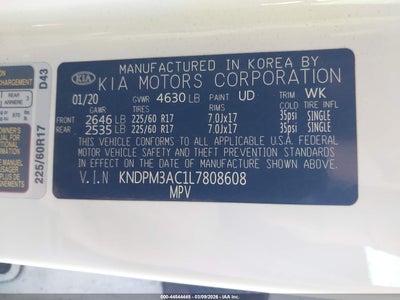 MANUFACTURED IN KOREA BY
KIA KIA MOTORS CORPORATION
01/20 GVWR 4630 LB PAINT UD TRIM WK
GAWR TIRES RIMS COLD TIRE INFL
FRONT 2646 LB 225/60 R17 7.0JX17 35psi SINGLE
REAR 2535 LB 225/60 R17 7.0JX17 35psi SINGLE
THIS VEHICLE CONFORMS TO ALL APPLICABLE U.S.A. FEDERAL
MOTOR VEHICLE SAFETY, BUMPER, AND THEFT PREVENTION
STANDARDS IN EFFECT ON THE DATE OF MANUFACTURE SHOWN ABOVE.
V.I.N KNDPM3AC1L7808608
MPV
D43
REAR
225/60R17
000-44544445 - 03/09/2026 - IAA Inc.